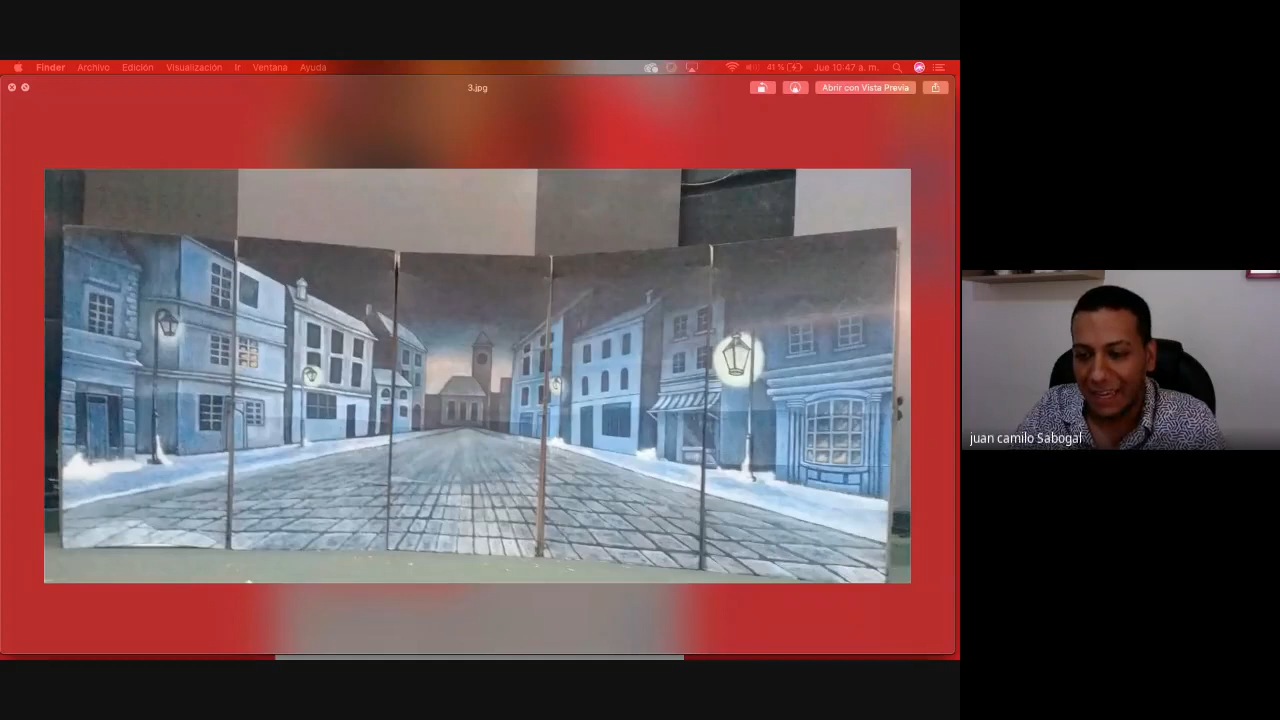 Finder Archivo Edición Visualización Ir Ventana Ayuda 41 % Jue 10:47 a. m.
3.jpg
Abrir con Vista Previa
juan camilo Sabogal